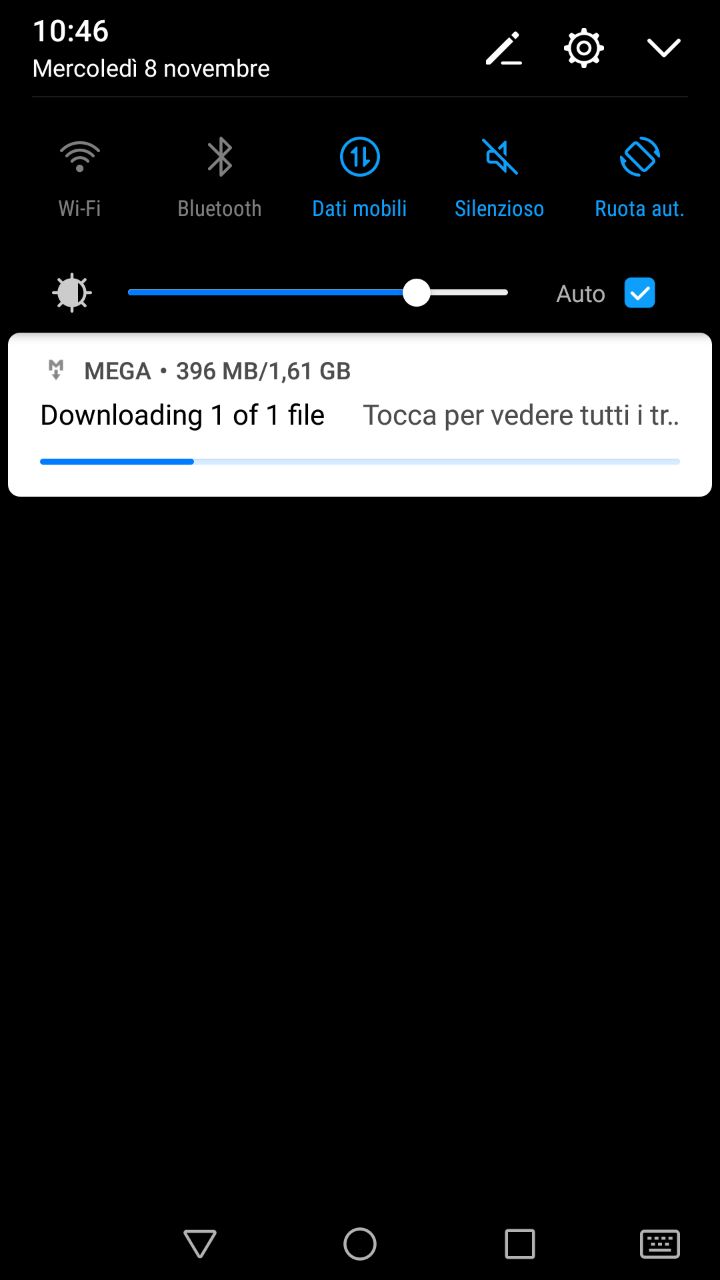 10:46
Mercoledì 8 novembre
Wi-Fi Bluetooth Dati mobili Silenzioso Ruota aut.
Auto
MEGA • 396 MB/1,61 GB
Downloading 1 of 1 file Tocca per vedere tutti i tr..